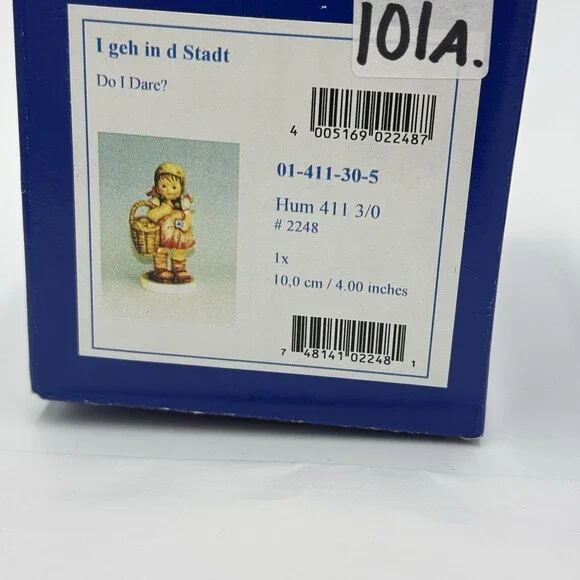 101A.
I geh in d Stadt
Do I Dare?
4 005169 022487
01-411-30-5
Hum 411 3/0
# 2248
1x
10,0 cm / 4.00 inches
7 48141 02248 1